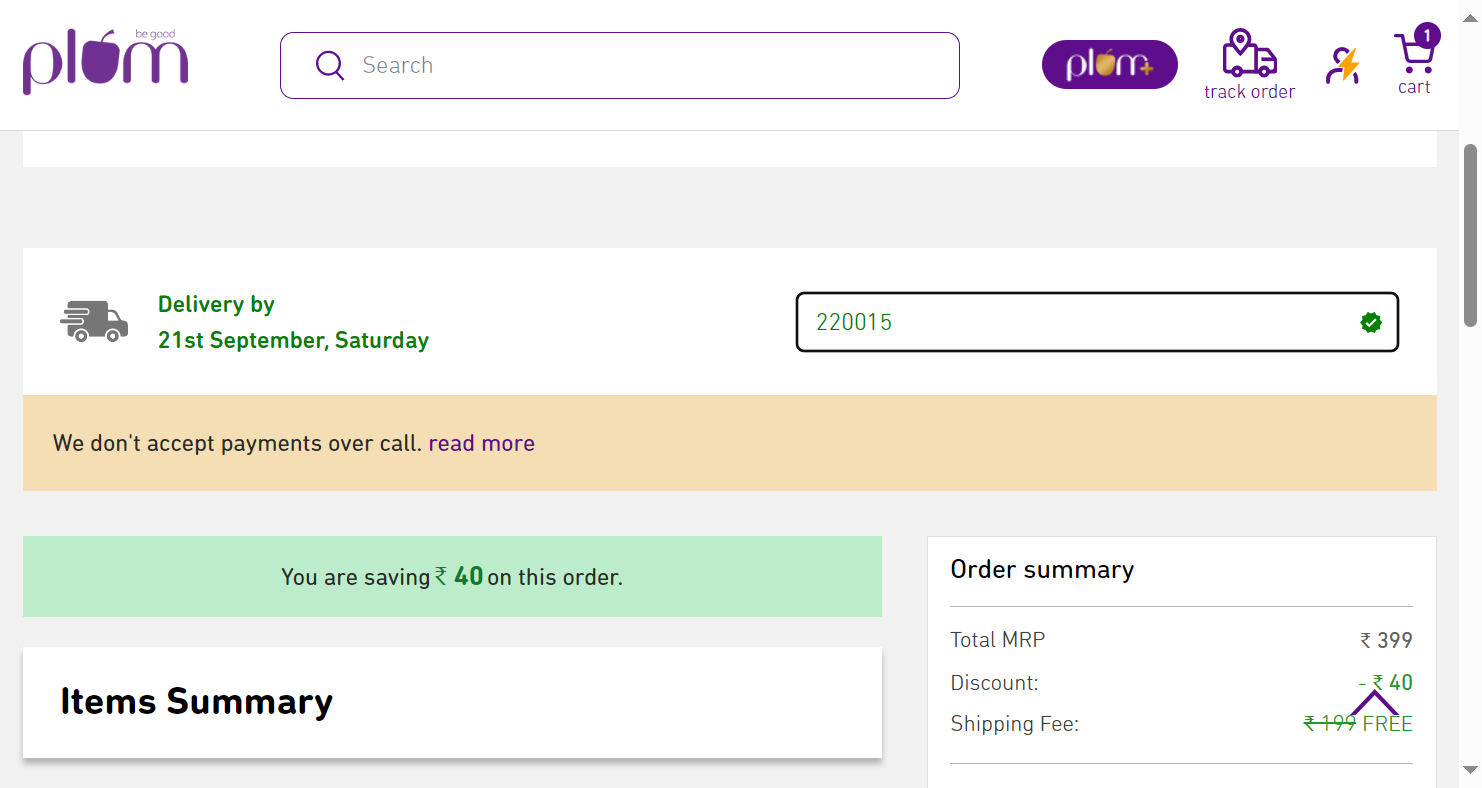 be good
plum
Search
plum+
track order
1
cart
Delivery by
21st September, Saturday
220015
We don't accept payments over call. read more
You are saving ₹ 40 on this order.
Items Summary
Order summary
Total MRP ₹ 399
Discount: - ₹ 40
Shipping Fee: ₹ 199 FREE